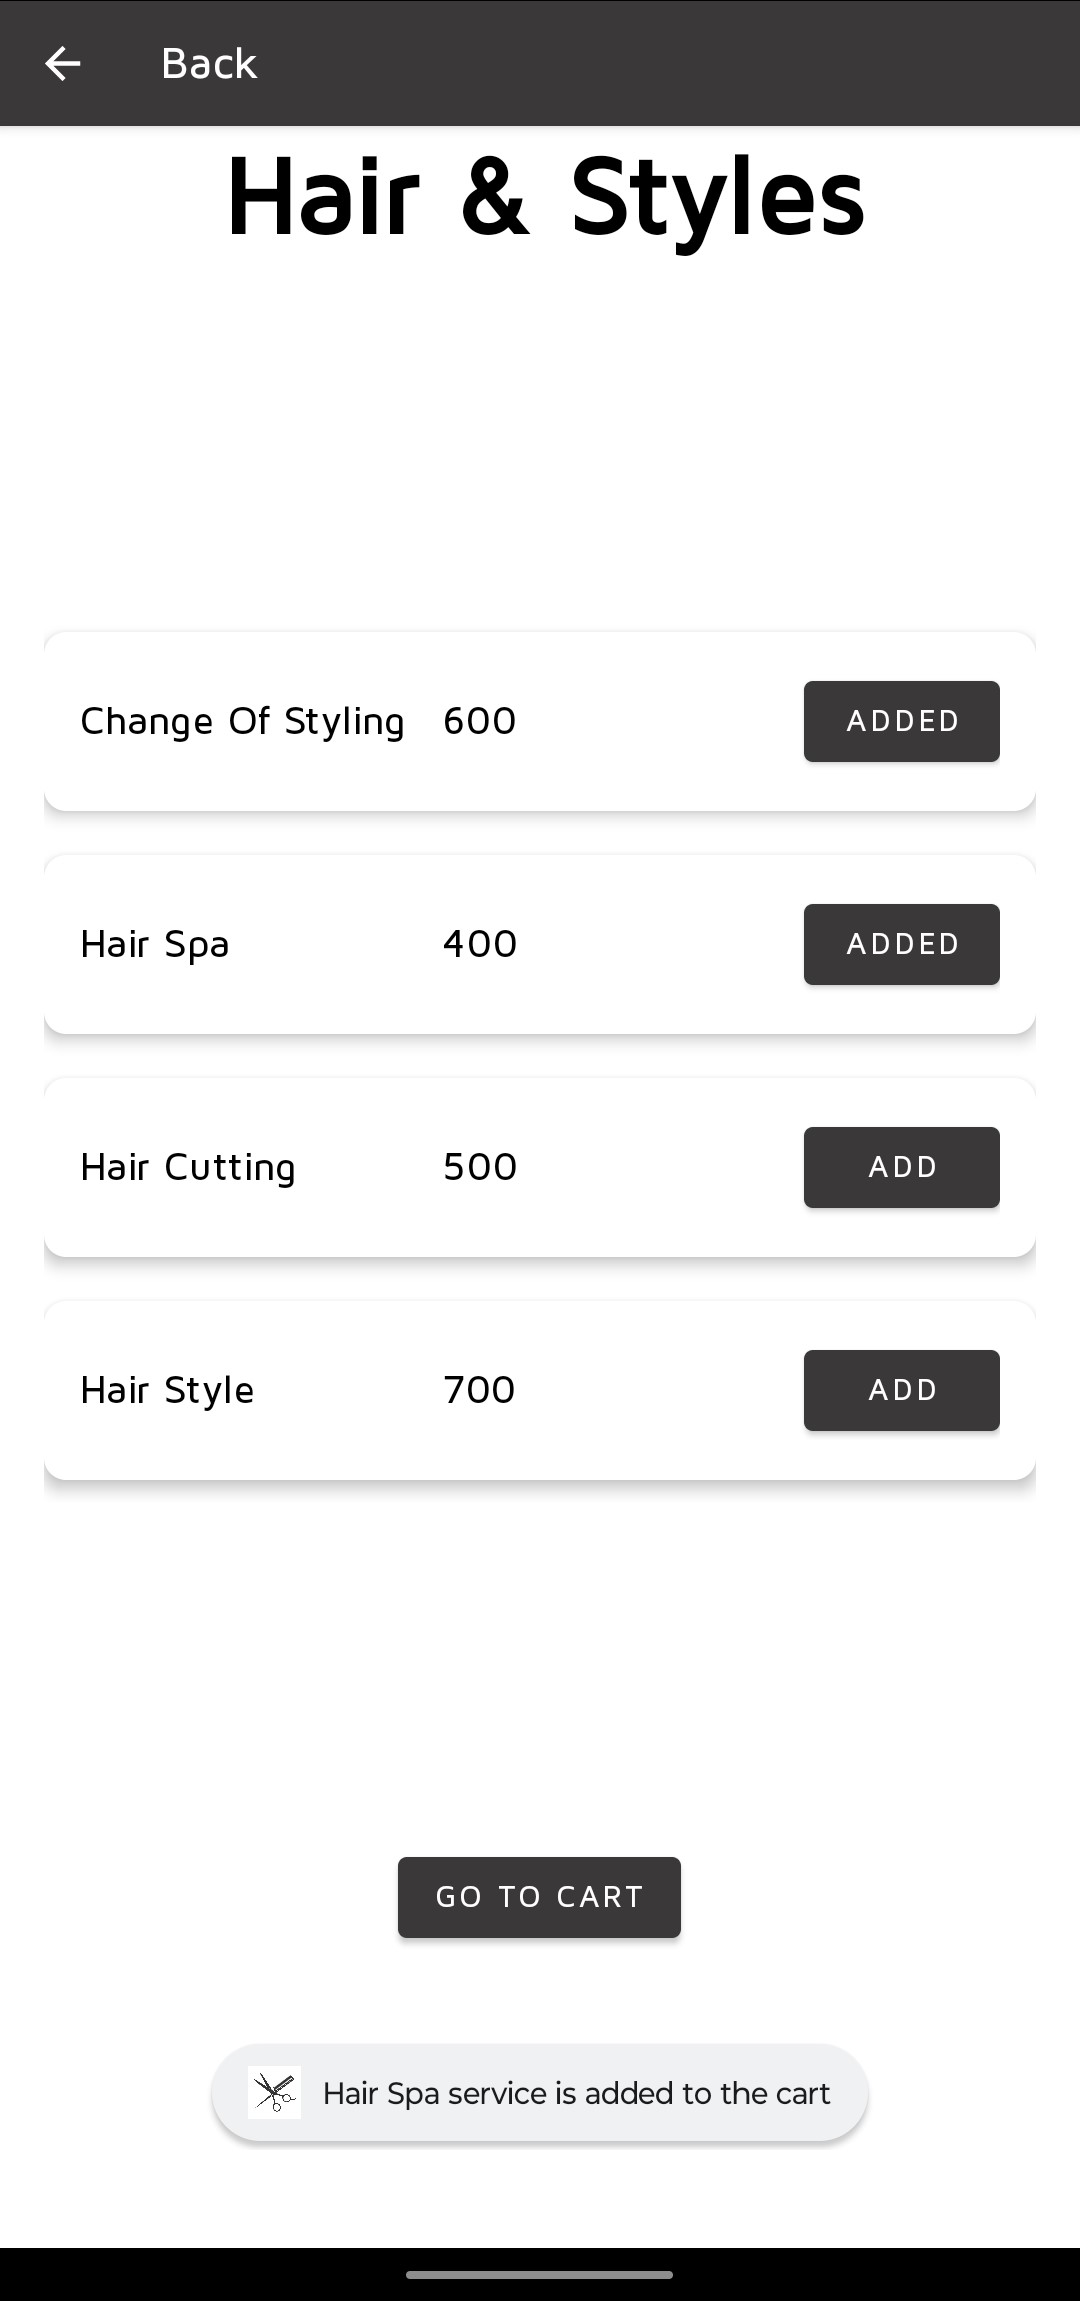 Back
Hair & Styles
Change Of Styling 600 ADDED
Hair Spa 400 ADDED
Hair Cutting 500 ADD
Hair Style 700 ADD
GO TO CART
Hair Spa service is added to the cart